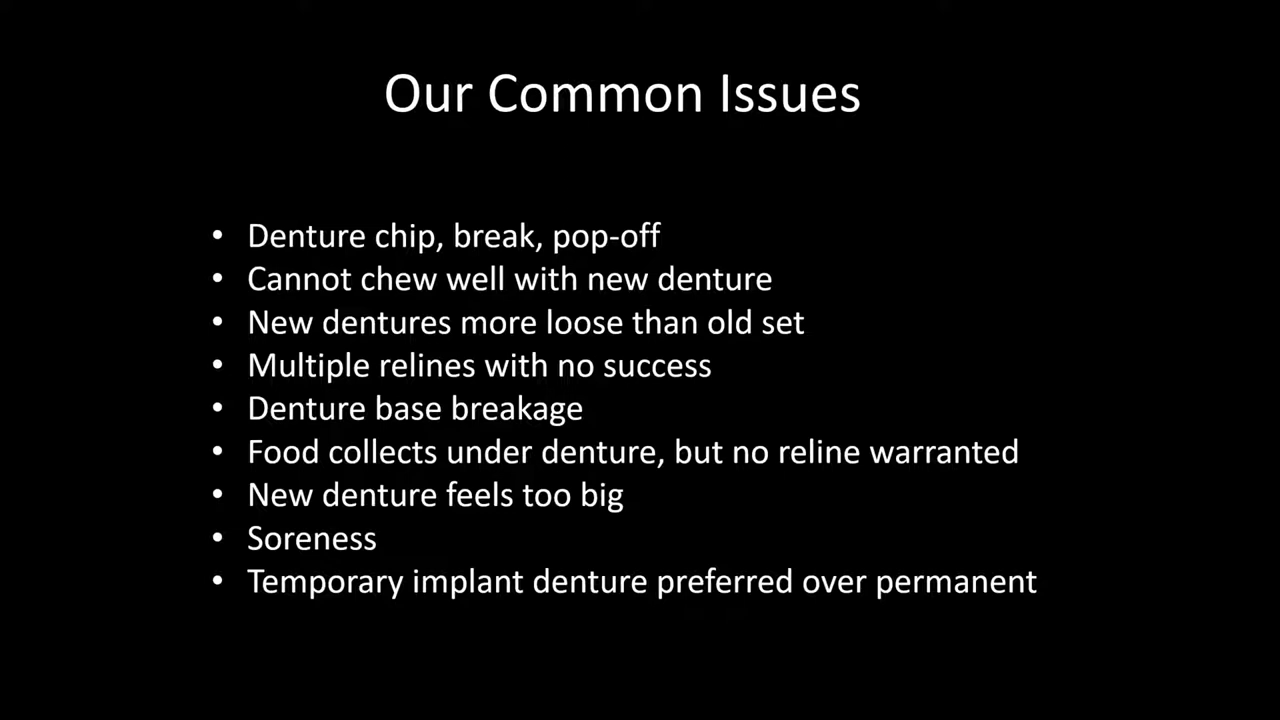 Our Common Issues
• Denture chip, break, pop-off
• Cannot chew well with new denture
• New dentures more loose than old set
• Multiple relines with no success
• Denture base breakage
• Food collects under denture, but no reline warranted
• New denture feels too big
• Soreness
• Temporary implant denture preferred over permanent